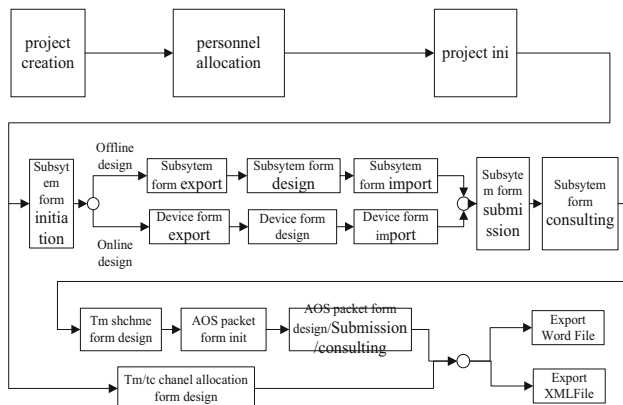 project
creation
personnel
allocation
project ini
Subsyt
em
form
initia
tion
Offline
design
Online
design
Subsytem
form export
Subsytem form
design
Subsytem
form import
Device form
export
Device form
design
Device form
import
Subsyte
m form
subm
ission
Subsytem
form
consulting
Tm shchme
form design
AOS packet
form init
AOS packet form
design/Submission
/consulting
Tm/tc chanel allocation
form design
Export
Word File
Export
XMLFile